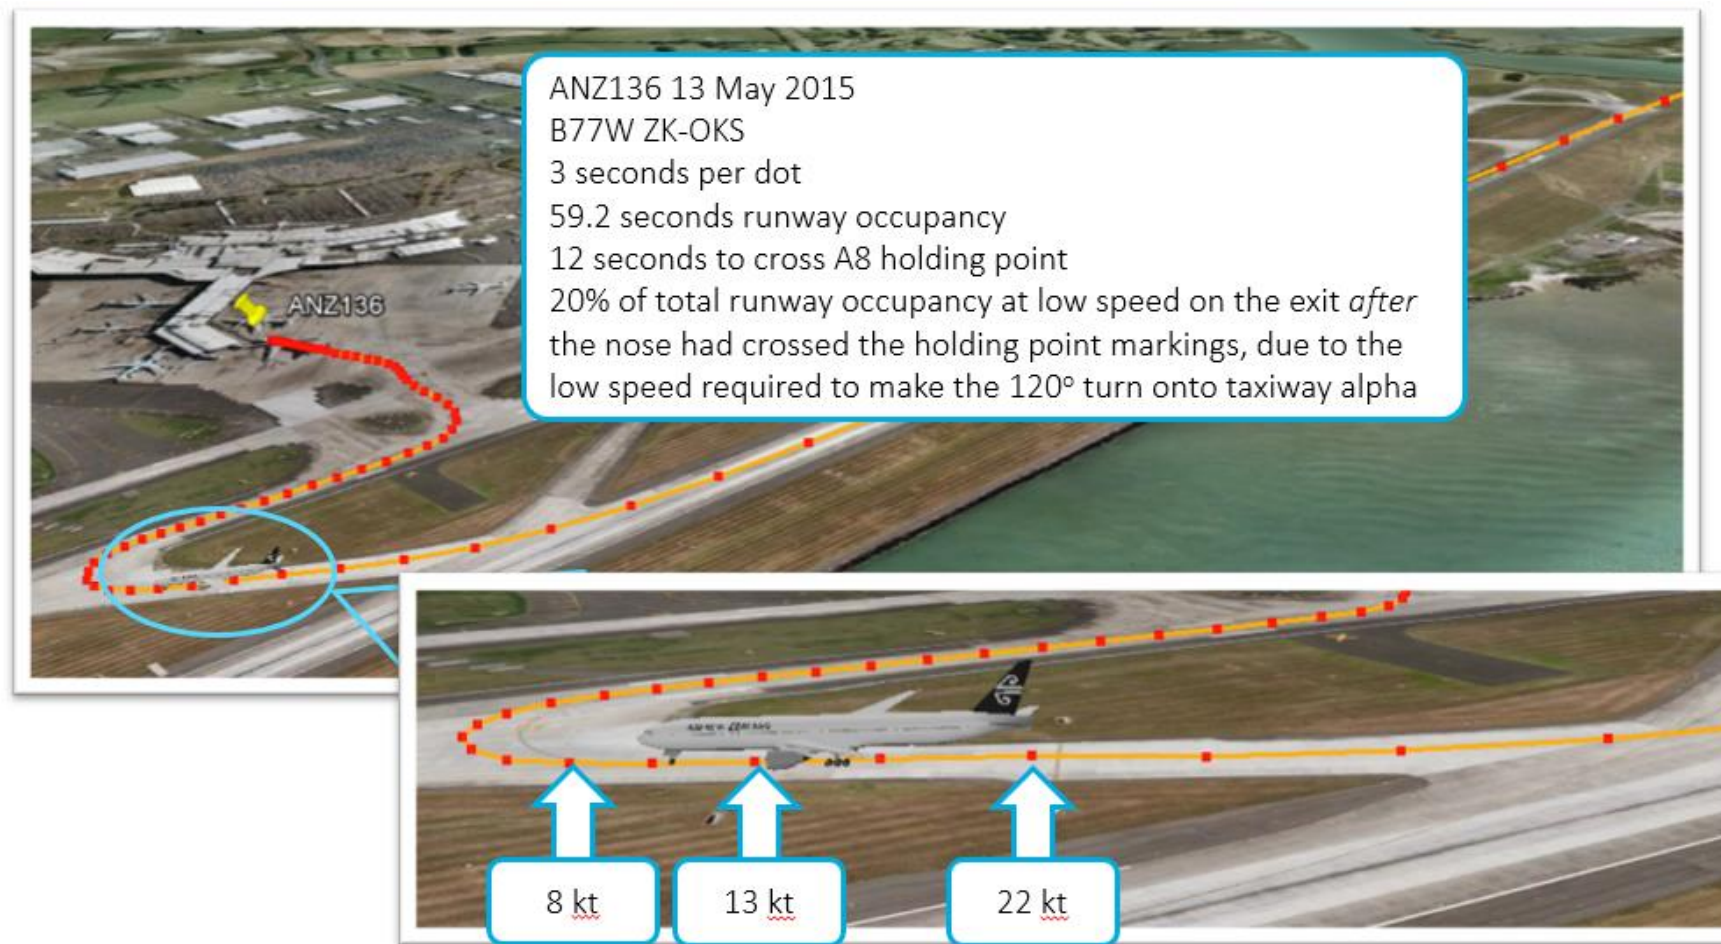 ANZ136 13 May 2015
B77W ZK-OKS
3 seconds per dot
59.2 seconds runway occupancy
12 seconds to cross A8 holding point
20% of total runway occupancy at low speed on the exit after
the nose had crossed the holding point markings, due to the
low speed required to make the 120° turn onto taxiway alpha
ANZ136
8 kt
13 kt
22 kt